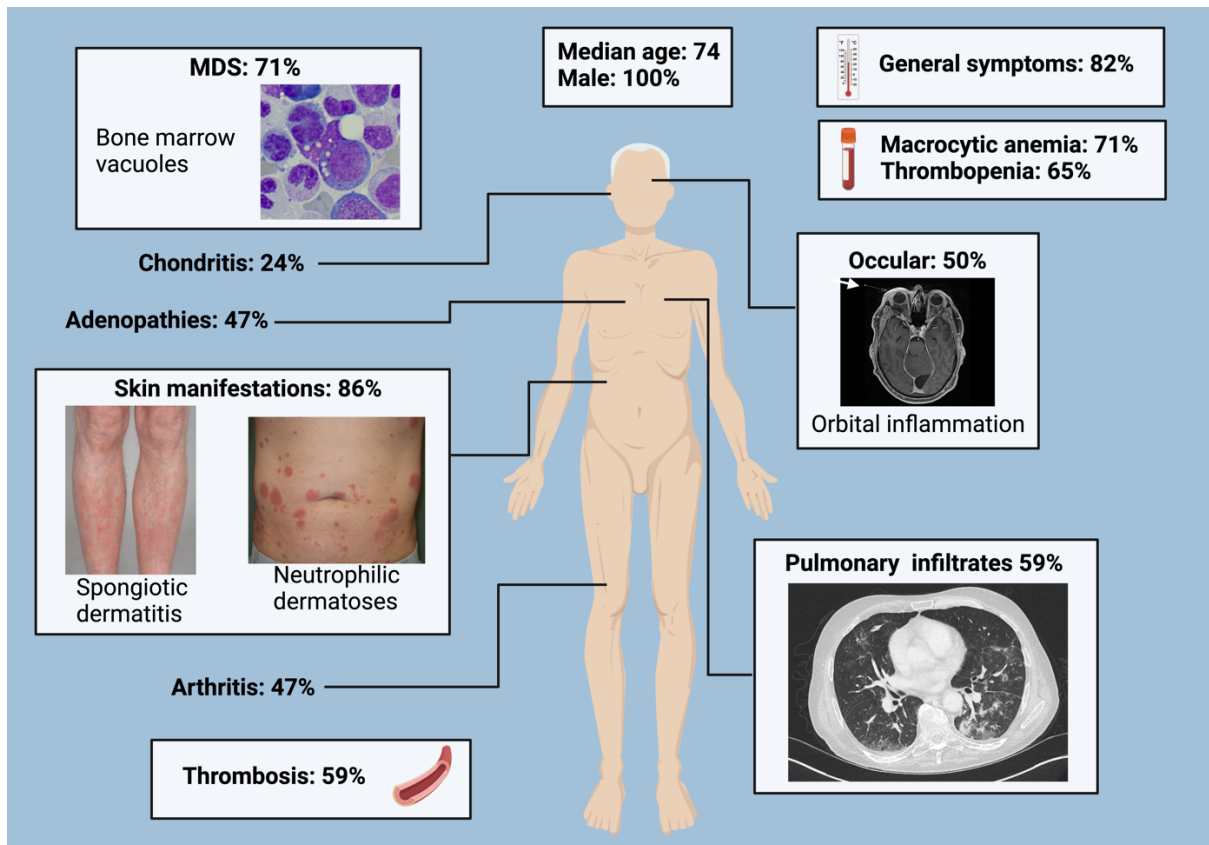 MDS: 71%
Bone marrow
vacuoles
Median age: 74
Male: 100%
General symptoms: 82%
Macrocytic anemia: 71%
Thrombopenia: 65%
Chondritis: 24%
Adenopathies: 47%
Occular: 50%
Orbital inflammation
Skin manifestations: 86%
Spongiotic
dermatitis
Neutrophilic
dermatoses
Pulmonary infiltrates 59%
Arthritis: 47%
Thrombosis: 59%